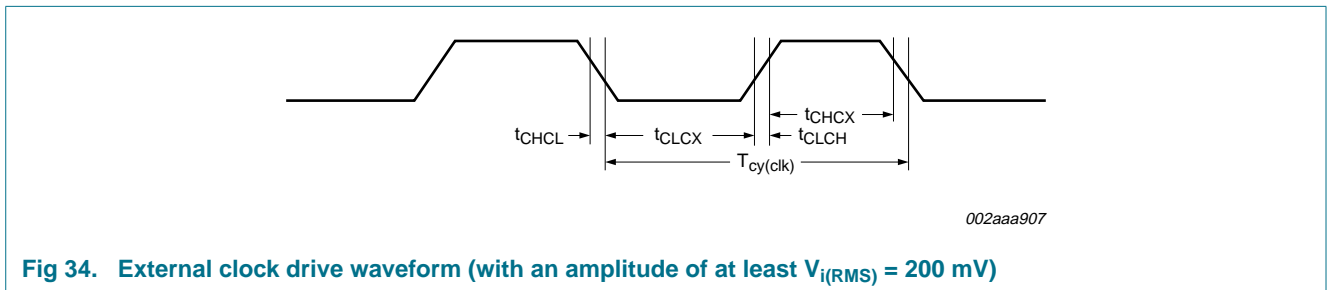 tCHCX
tCHCL
tCLCX
tCLCH
Tcy(clk)
002aaa907
Fig 34. External clock drive waveform (with an amplitude of at least Vi(RMS) = 200 mV)